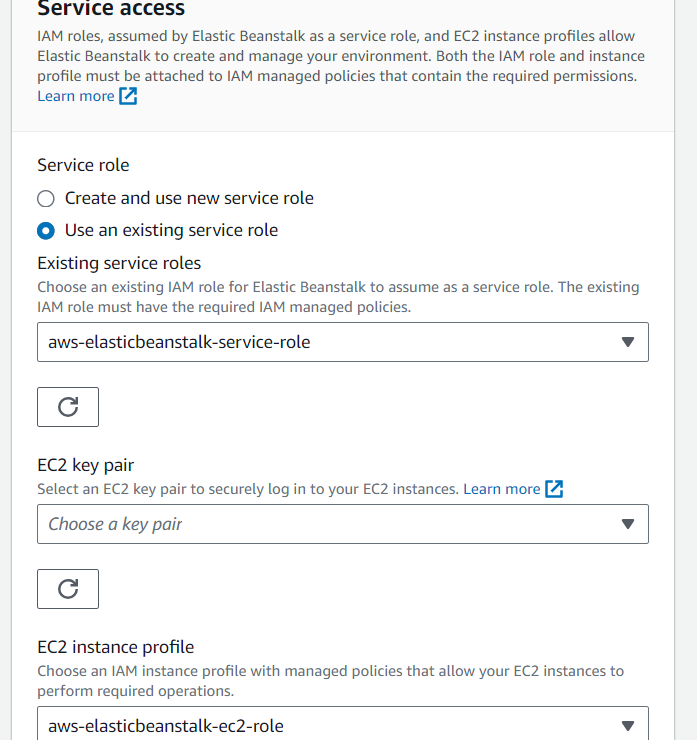 Service access
IAM roles, assumed by Elastic Beanstalk as a service role, and EC2 instance profiles allow
Elastic Beanstalk to create and manage your environment. Both the IAM role and instance
profile must be attached to IAM managed policies that contain the required permissions.
Learn more
Service role
Create and use new service role
Use an existing service role
Existing service roles
Choose an existing IAM role for Elastic Beanstalk to assume as a service role. The existing
IAM role must have the required IAM managed policies.
aws-elasticbeanstalk-service-role
EC2 key pair
Select an EC2 key pair to securely log in to your EC2 instances. Learn more
Choose a key pair
EC2 instance profile
Choose an IAM instance profile with managed policies that allow your EC2 instances to
perform required operations.
aws-elasticbeanstalk-ec2-role